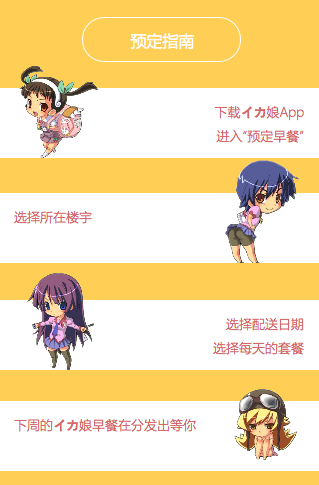 预定指南
下载イカ娘App
进入“预定早餐”
选择所在楼宇
选择配送日期
选择每天的套餐
下周的イカ娘早餐在分发出等你